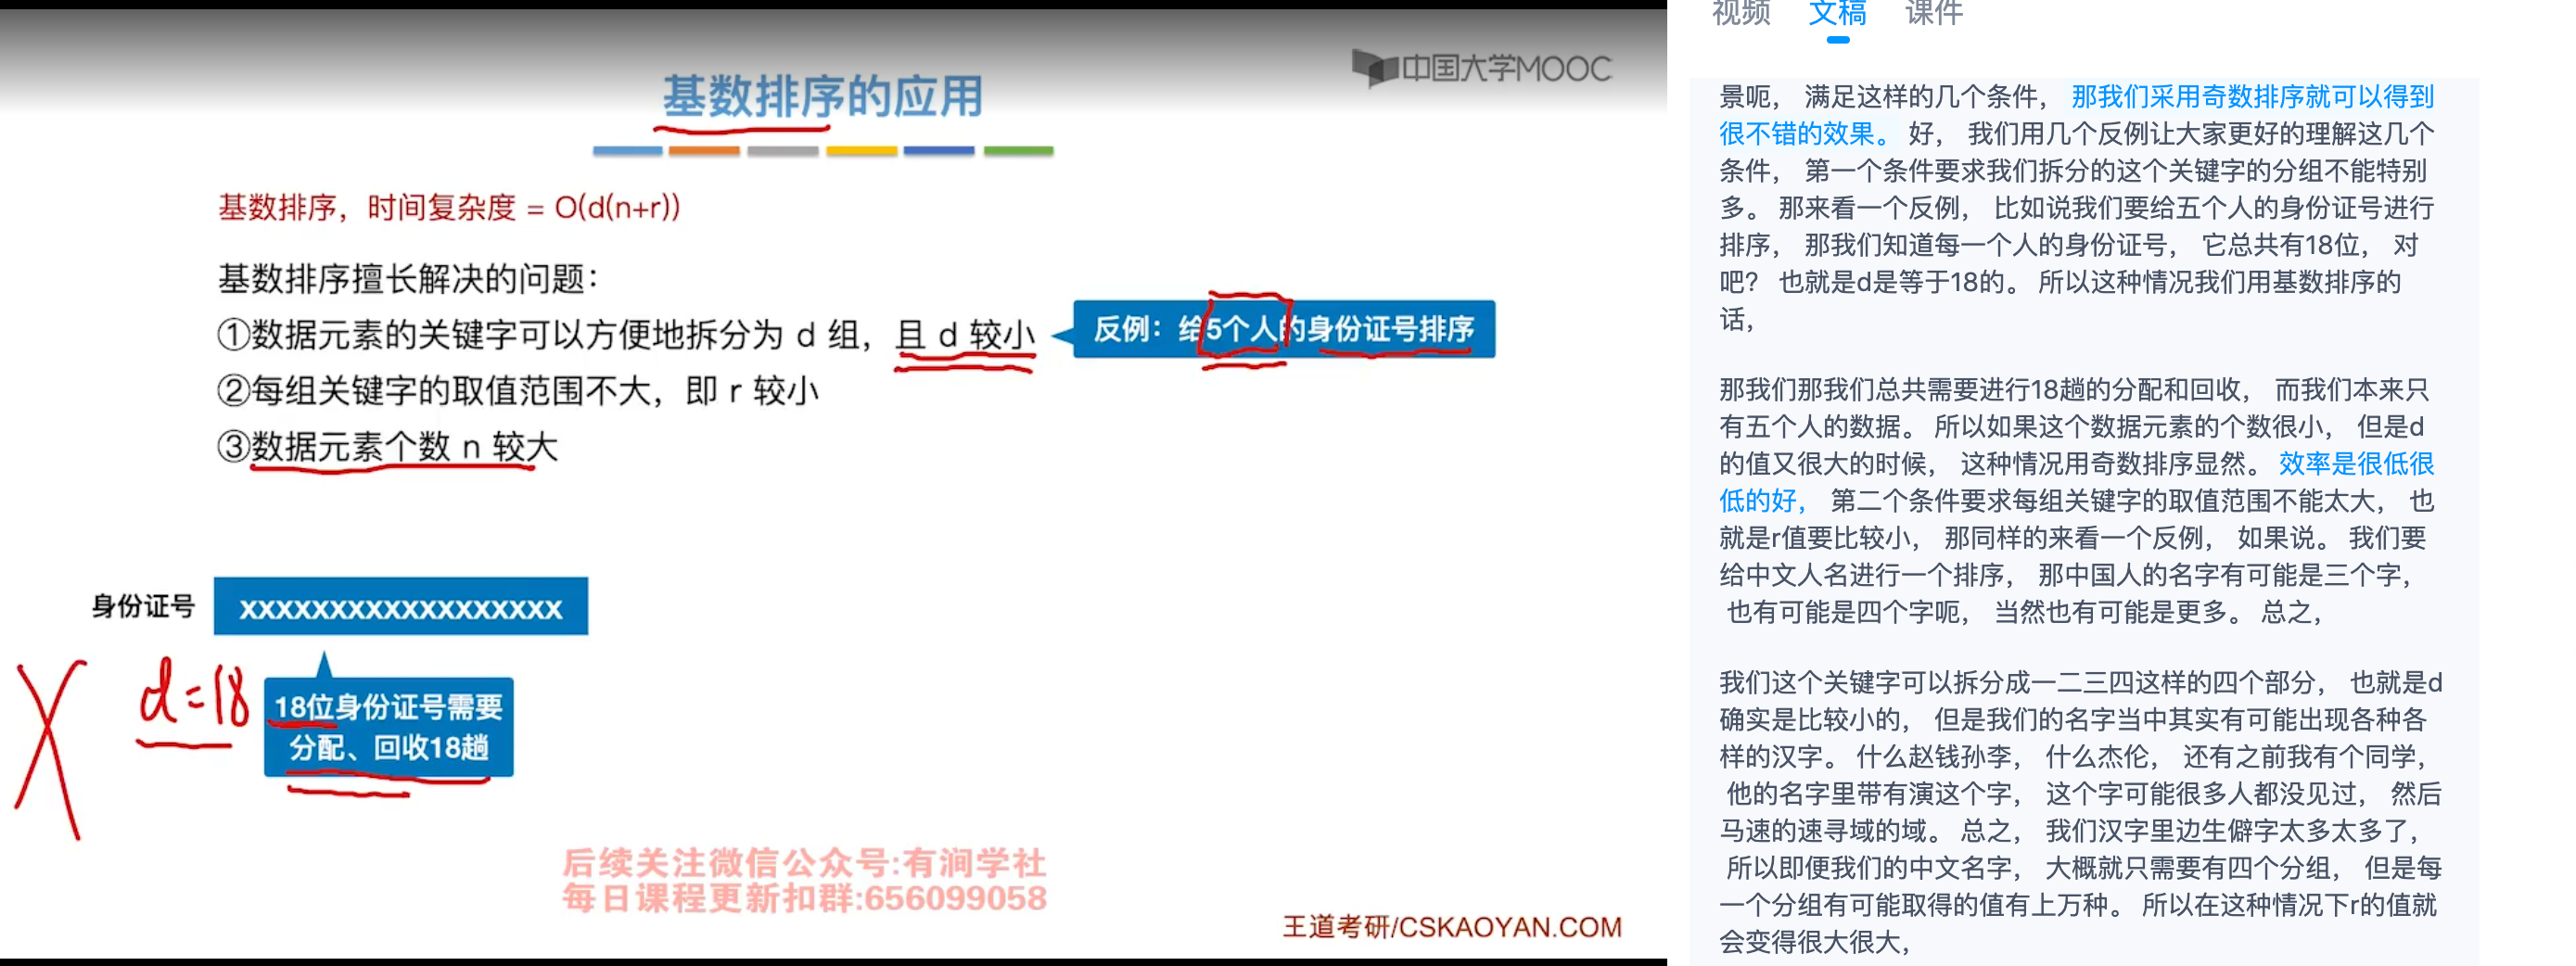 中国大学MOOC
基数排序的应用
基数排序，时间复杂度 = O(d(n+r))
基数排序擅长解决的问题：
①数据元素的关键字可以方便地拆分为 d 组，且 d 较小
反例：给5个人的身份证号排序
②每组关键字的取值范围不大，即 r 较小
③数据元素个数 n 较大
身份证号
XXXXXXXXXXXXXXXXXX
d=18
18位身份证号需要
分配、回收18趟
后续关注微信公众号:有涧学社
每日课程更新扣群:656099058
王道考研/CSKAOYAN.COM
视频 文稿 课件
景呃， 满足这样的几个条件， 那我们采用奇数排序就可以得到
很不错的效果。 好， 我们用几个反例让大家更好的理解这几个
条件， 第一个条件要求我们拆分的这个关键字的分组不能特别
多。 那来看一个反例， 比如说我们要给五个人的身份证号进行
排序， 那我们知道每一个人的身份证号， 它总共有18位， 对
吧？ 也就是d是等于18的。 所以这种情况我们用基数排序的
话，
那我们那我们总共需要进行18趟的分配和回收， 而我们本来只
有五个人的数据。 所以如果这个数据元素的个数很小， 但是d
的值又很大的时候， 这种情况用奇数排序显然。 效率是很低很
低的好， 第二个条件要求每组关键字的取值范围不能太大， 也
就是r值要比较小， 那同样的来看一个反例， 如果说。 我们要
给中文人名进行一个排序， 那中国人的名字有可能是三个字，
也有可能是四个字呃， 当然也有可能是更多。 总之，
我们这个关键字可以拆分成一二三四这样的四个部分， 也就是d
确实是比较小的， 但是我们的名字当中其实有可能出现各种各
样的汉字。 什么赵钱孙李， 什么杰伦， 还有之前我有个同学，
他的名字里带有演这个字， 这个字可能很多人都没见过， 然后
马速的速寻域的域。 总之， 我们汉字里边生僻字太多太多了，
所以即便我们的中文名字， 大概就只需要有四个分组， 但是每
一个分组有可能取得的值有上万种。 所以在这种情况下r的值就
会变得很大很大，